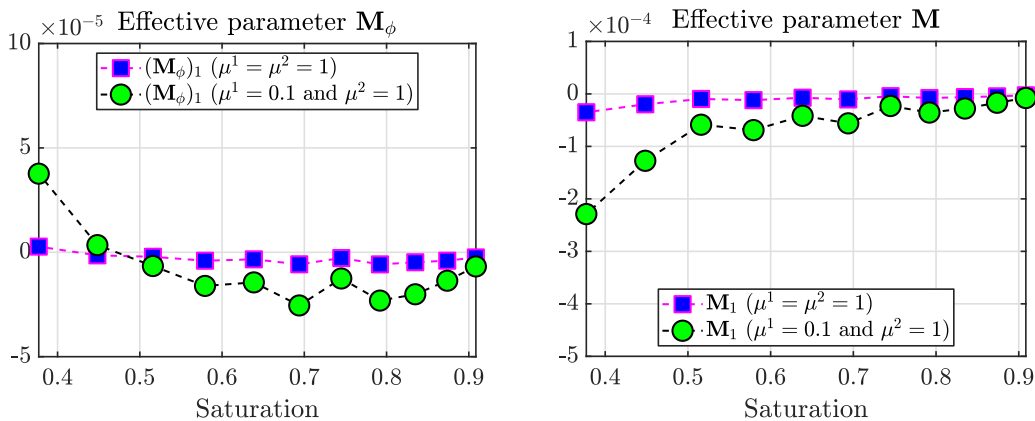 ×10⁻⁵ Effective parameter M_ϕ
10
5
0
-5
(M_ϕ)₁ (μ¹ = μ² = 1)
(M_ϕ)₁ (μ¹ = 0.1 and μ² = 1)
0.4 0.5 0.6 0.7 0.8 0.9
Saturation
×10⁻⁴ Effective parameter M
1
0
-1
-2
-3
-4
-5
M₁ (μ¹ = μ² = 1)
M₁ (μ¹ = 0.1 and μ² = 1)
0.4 0.5 0.6 0.7 0.8 0.9
Saturation